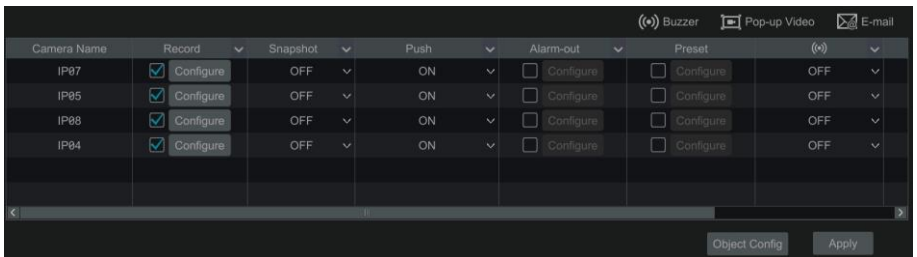 Buzzer Pop-up Video E-mail
Camera Name Record Snapshot Push Alarm-out Preset
IP07 Configure OFF ON Configure Configure OFF
IP05 Configure OFF ON Configure Configure OFF
IP08 Configure OFF ON Configure Configure OFF
IP04 Configure OFF ON Configure Configure OFF
Object Config Apply